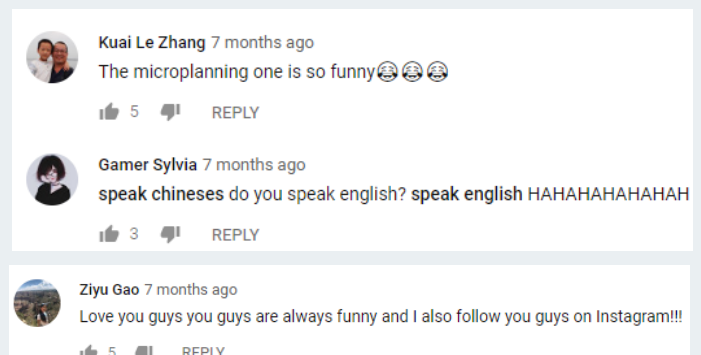 Kuai Le Zhang 7 months ago
The microplanning one is so funny😂😂😂
5 REPLY
Gamer Sylvia 7 months ago
speak chineses do you speak english? speak english HAHAHAHAHAHAH
3 REPLY
Ziyu Gao 7 months ago
Love you guys you guys are always funny and I also follow you guys on Instagram!!!
5 REPLY